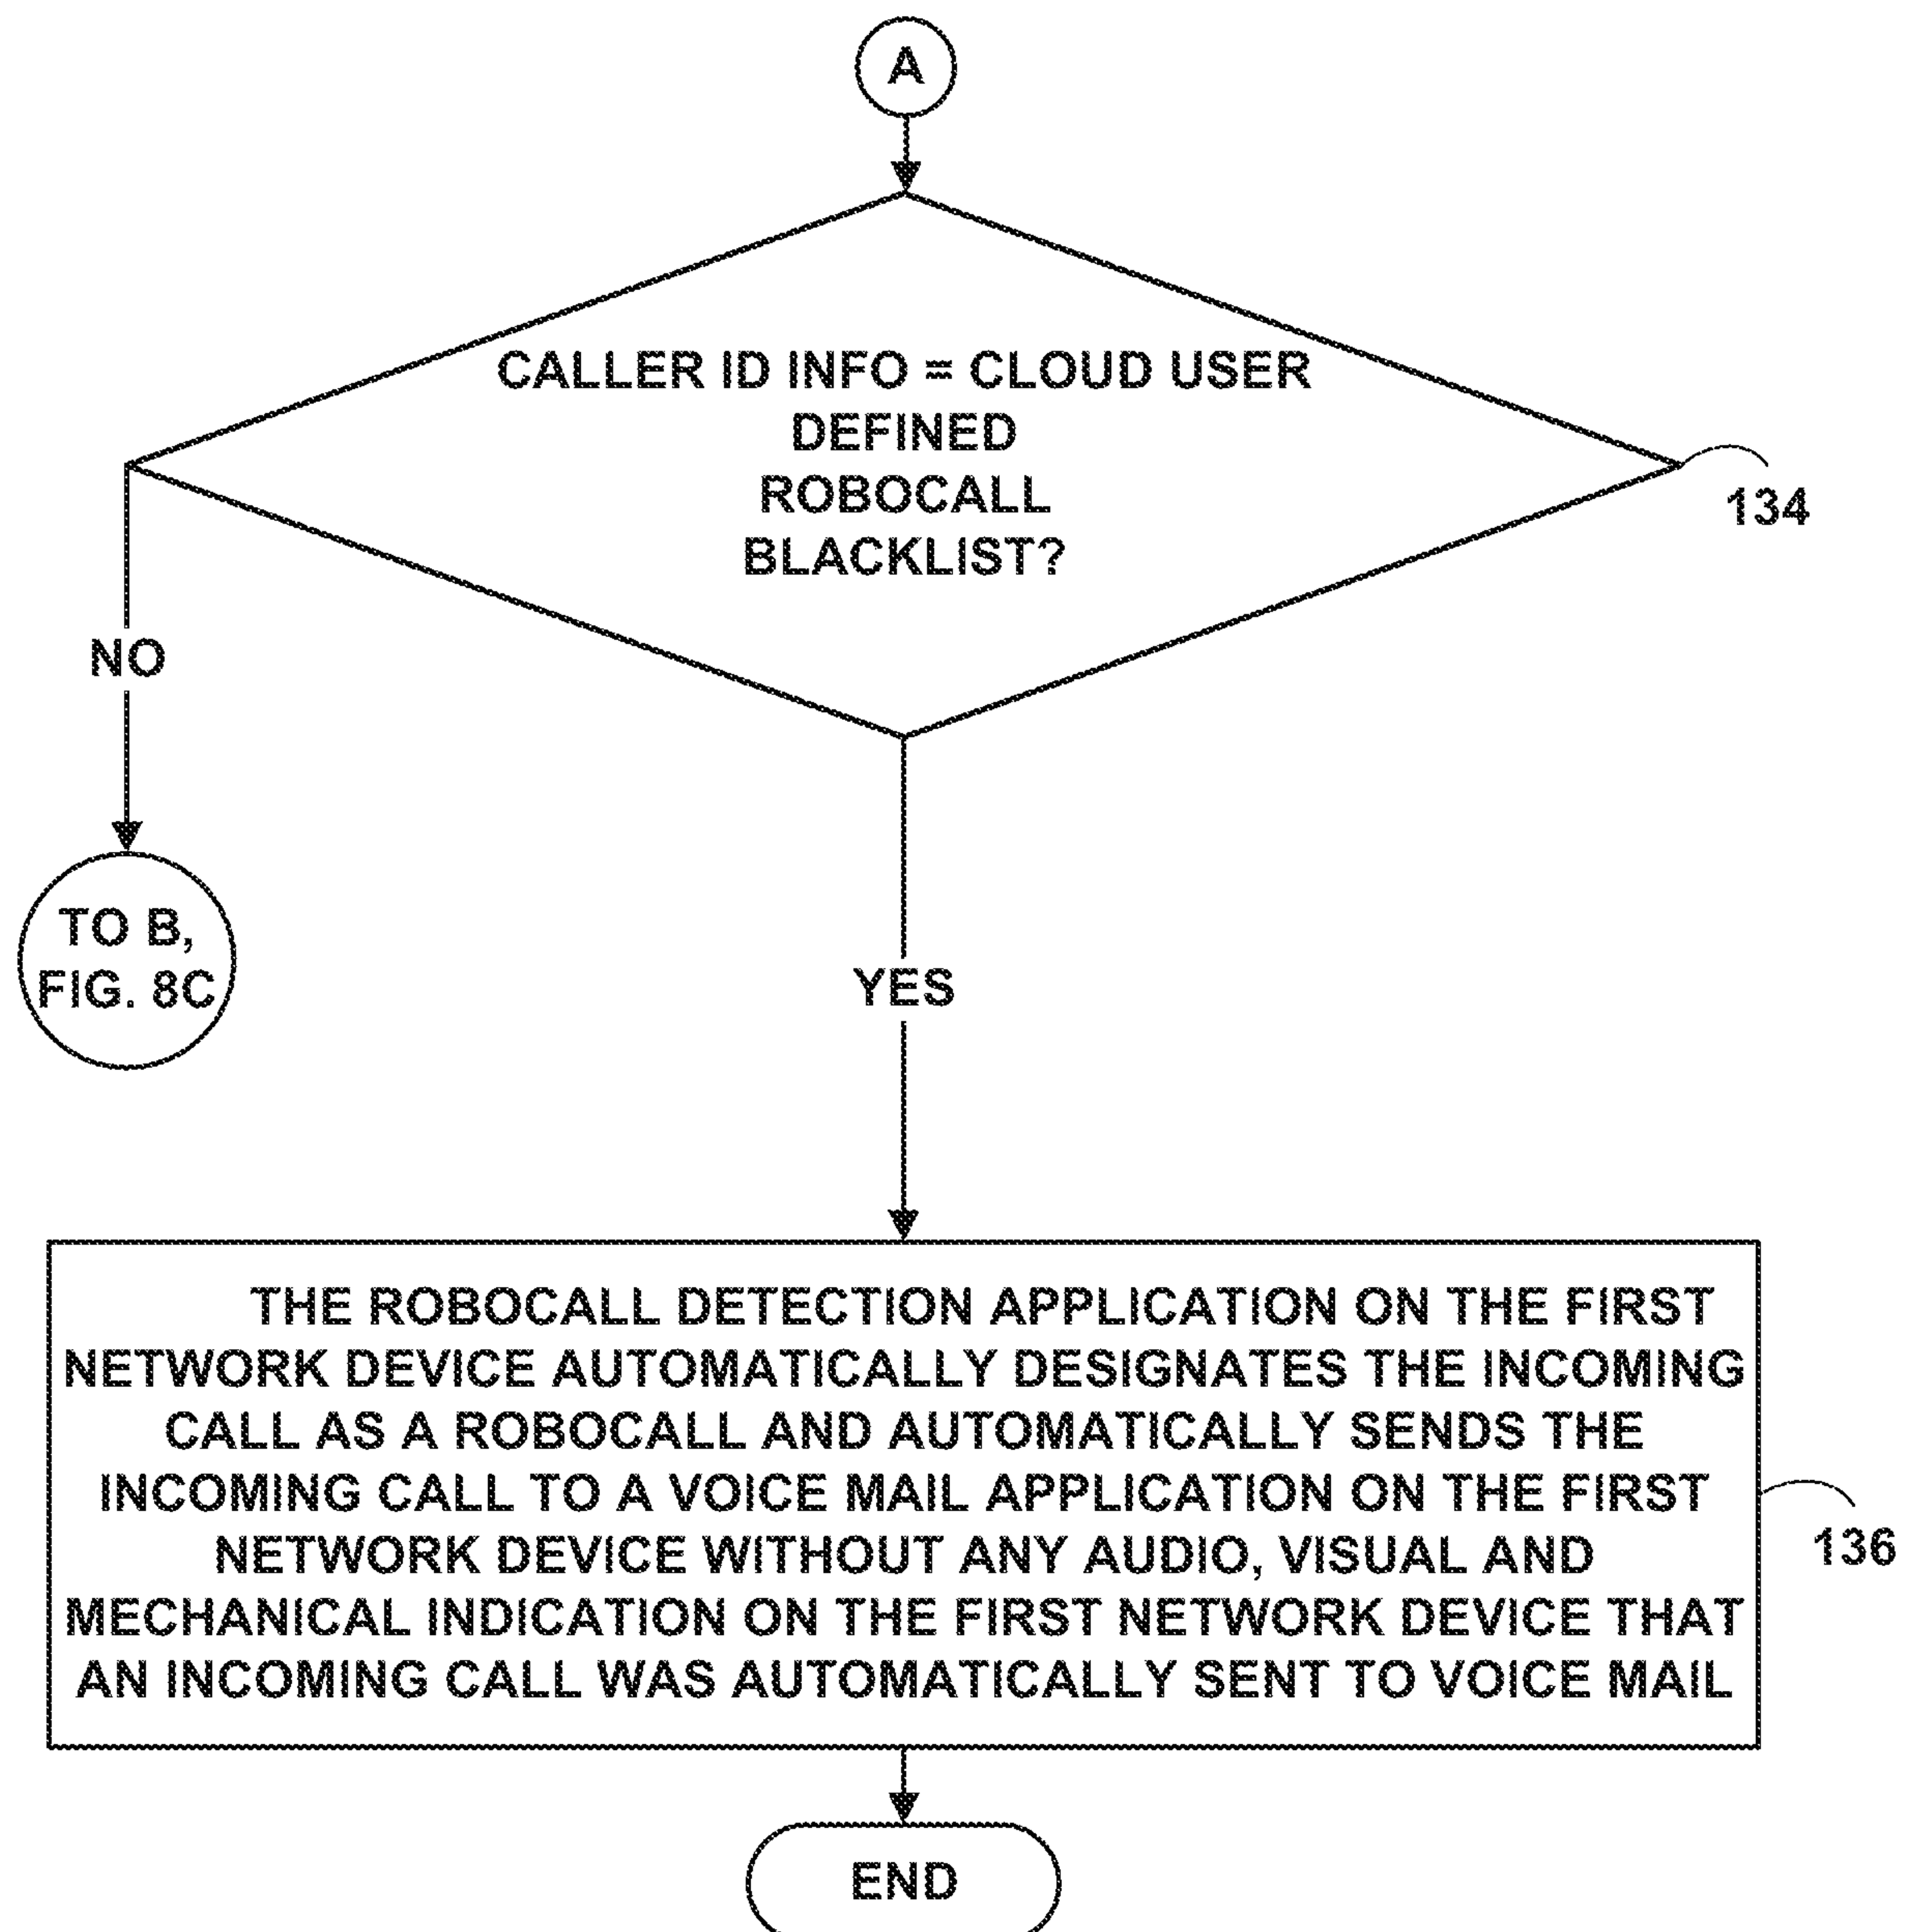 A
CALLER ID INFO = CLOUD USER
DEFINED
ROBOCALL
BLACKLIST?
134
NO
TO B,
FIG. 8C
YES
THE ROBOCALL DETECTION APPLICATION ON THE FIRST
NETWORK DEVICE AUTOMATICALLY DESIGNATES THE INCOMING
CALL AS A ROBOCALL AND AUTOMATICALLY SENDS THE
INCOMING CALL TO A VOICE MAIL APPLICATION ON THE FIRST
NETWORK DEVICE WITHOUT ANY AUDIO, VISUAL AND
MECHANICAL INDICATION ON THE FIRST NETWORK DEVICE THAT
AN INCOMING CALL WAS AUTOMATICALLY SENT TO VOICE MAIL
136
END